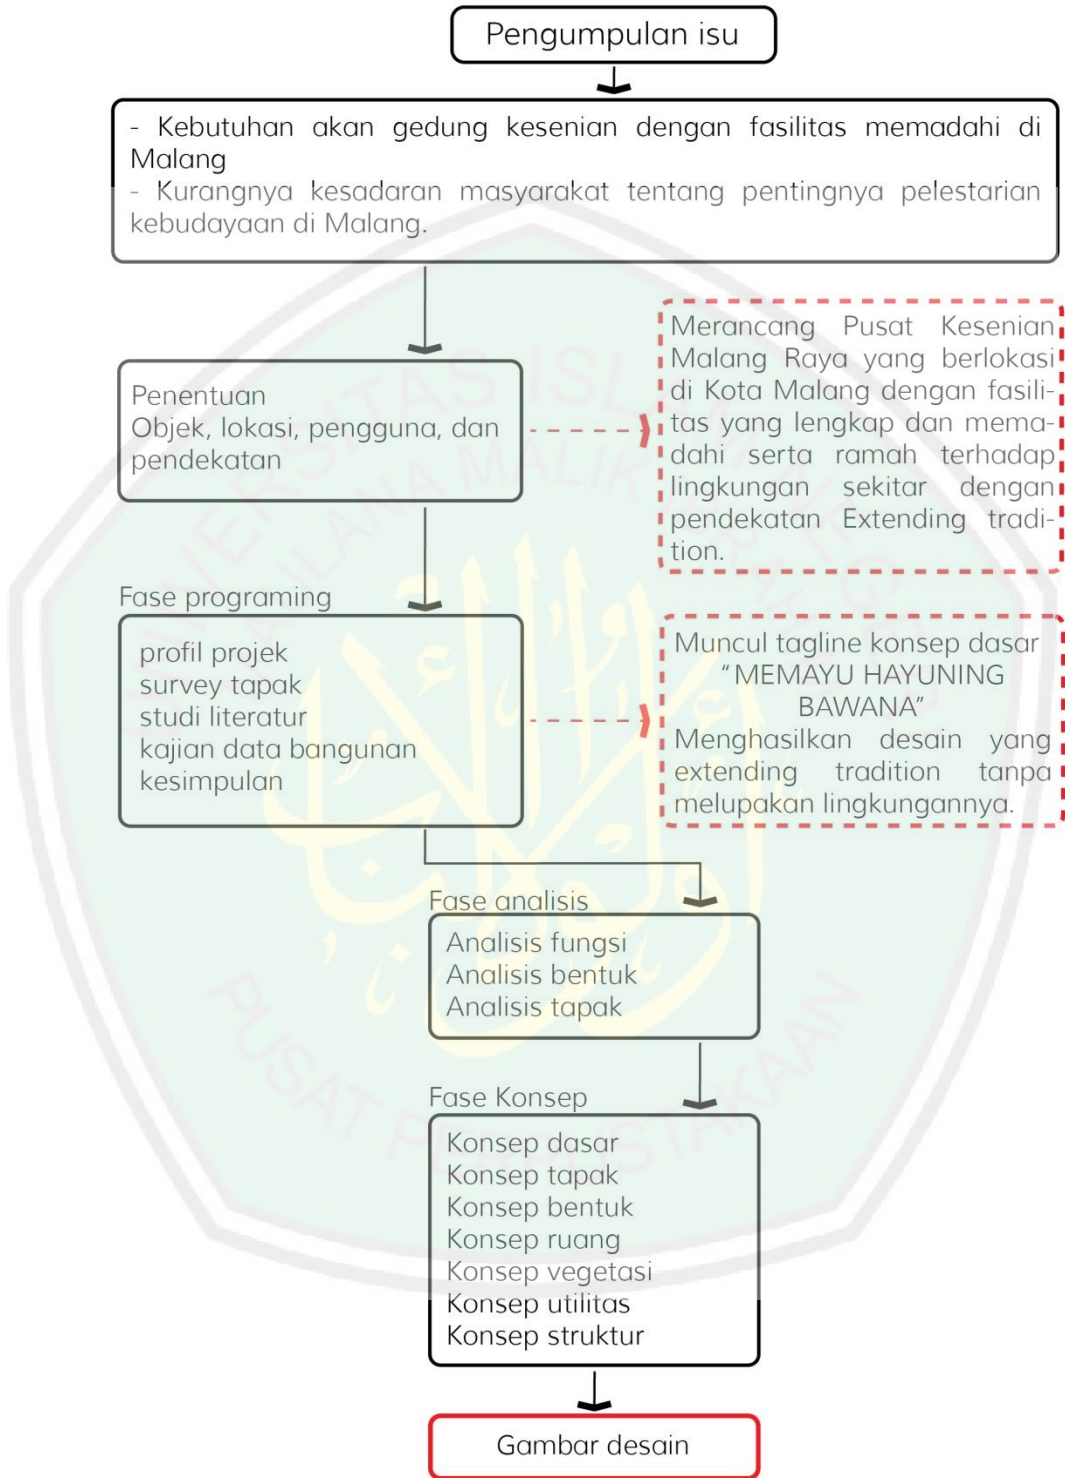 Pengumpulan isu
- Kebutuhan akan gedung kesenian dengan fasilitas memadahi di
Malang
- Kurangnya kesadaran masyarakat tentang pentingnya pelestarian
kebudayaan di Malang.
Penentuan
Objek, lokasi, pengguna, dan
pendekatan
Merancang Pusat Kesenian
Malang Raya yang berlokasi
di Kota Malang dengan fasili-
tas yang lengkap dan mema-
dahi serta ramah terhadap
lingkungan sekitar dengan
pendekatan Extending tradi-
tion.
Fase programing
profil projek
survey tapak
studi literatur
kajian data bangunan
kesimpulan
Muncul tagline konsep dasar
“MEMAYU HAYUNING
BAWANA”
Menghasilkan desain yang
extending tradition tanpa
melupakan lingkungannya.
Fase analisis
Analisis fungsi
Analisis bentuk
Analisis tapak
Fase Konsep
Konsep dasar
Konsep tapak
Konsep bentuk
Konsep ruang
Konsep vegetasi
Konsep utilitas
Konsep struktur
Gambar desain
PUSAT PERPUSTAKAAN